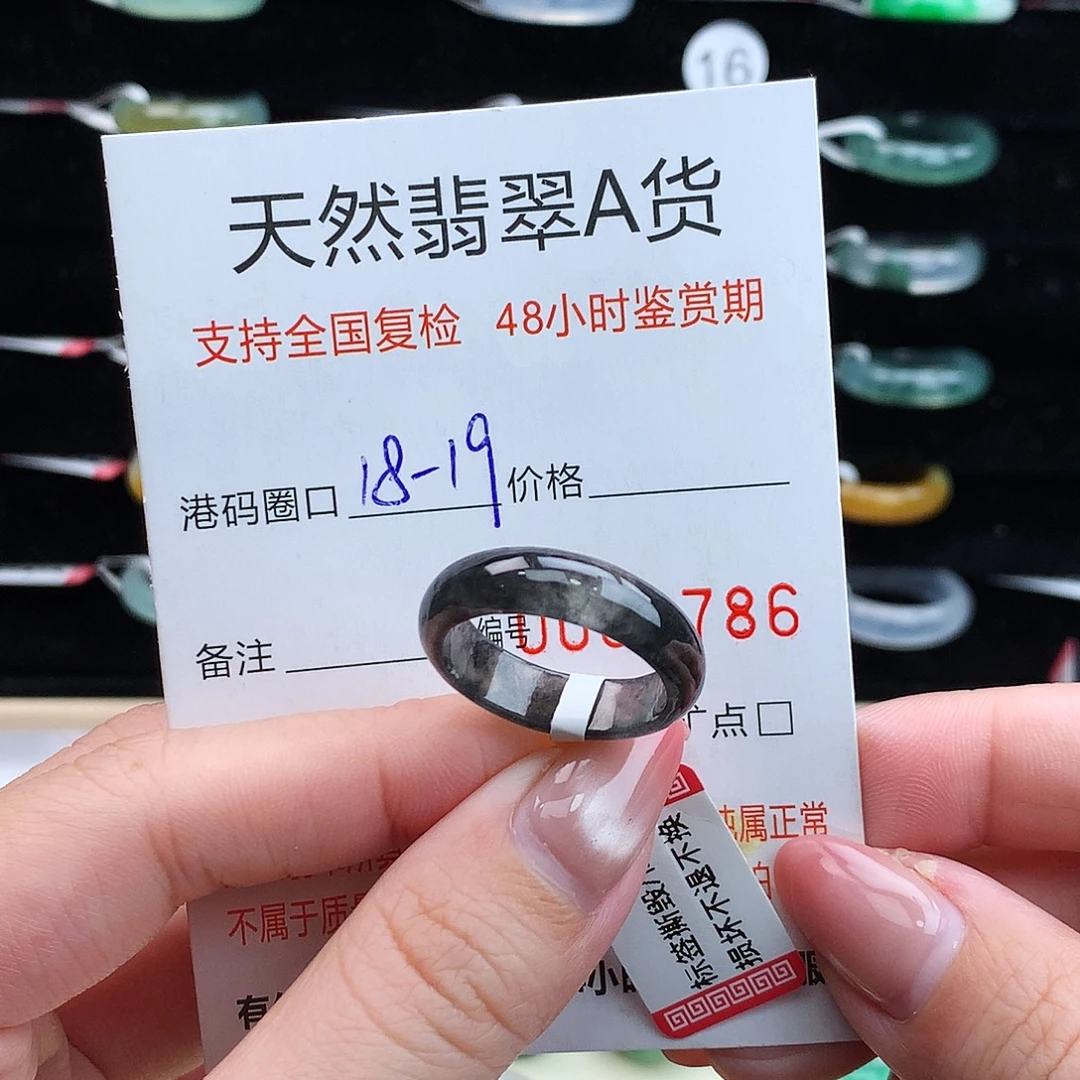 16
天然翡翠A货
支持全国复检 48小时鉴赏期
港码圈口 18-19 价格
编号 786
备注
点□
属正常
不属于质
有
小
标签撕毁
损坏不退不换